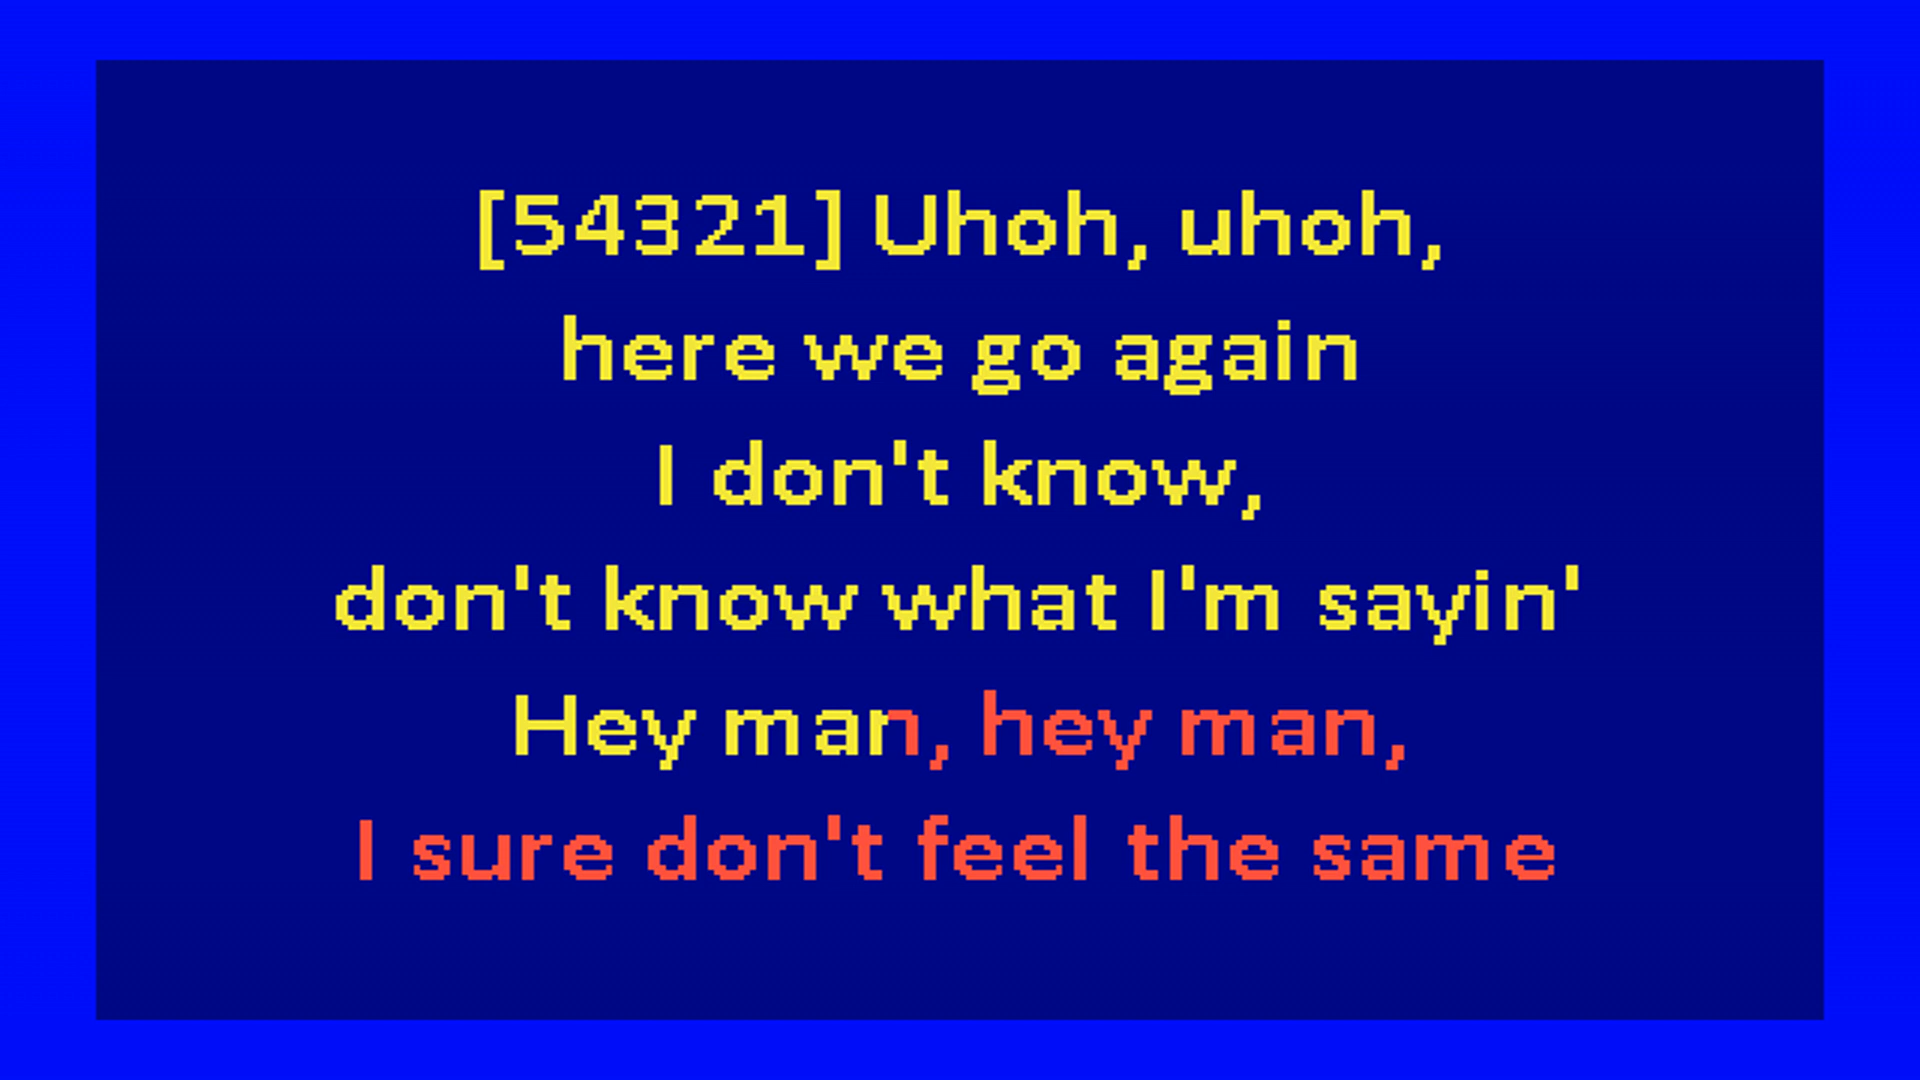 [54321] Uhoh, uhoh,
here we go again
I don't know,
don't know what I'm sayin'
Hey man, hey man,
I sure don't feel the same